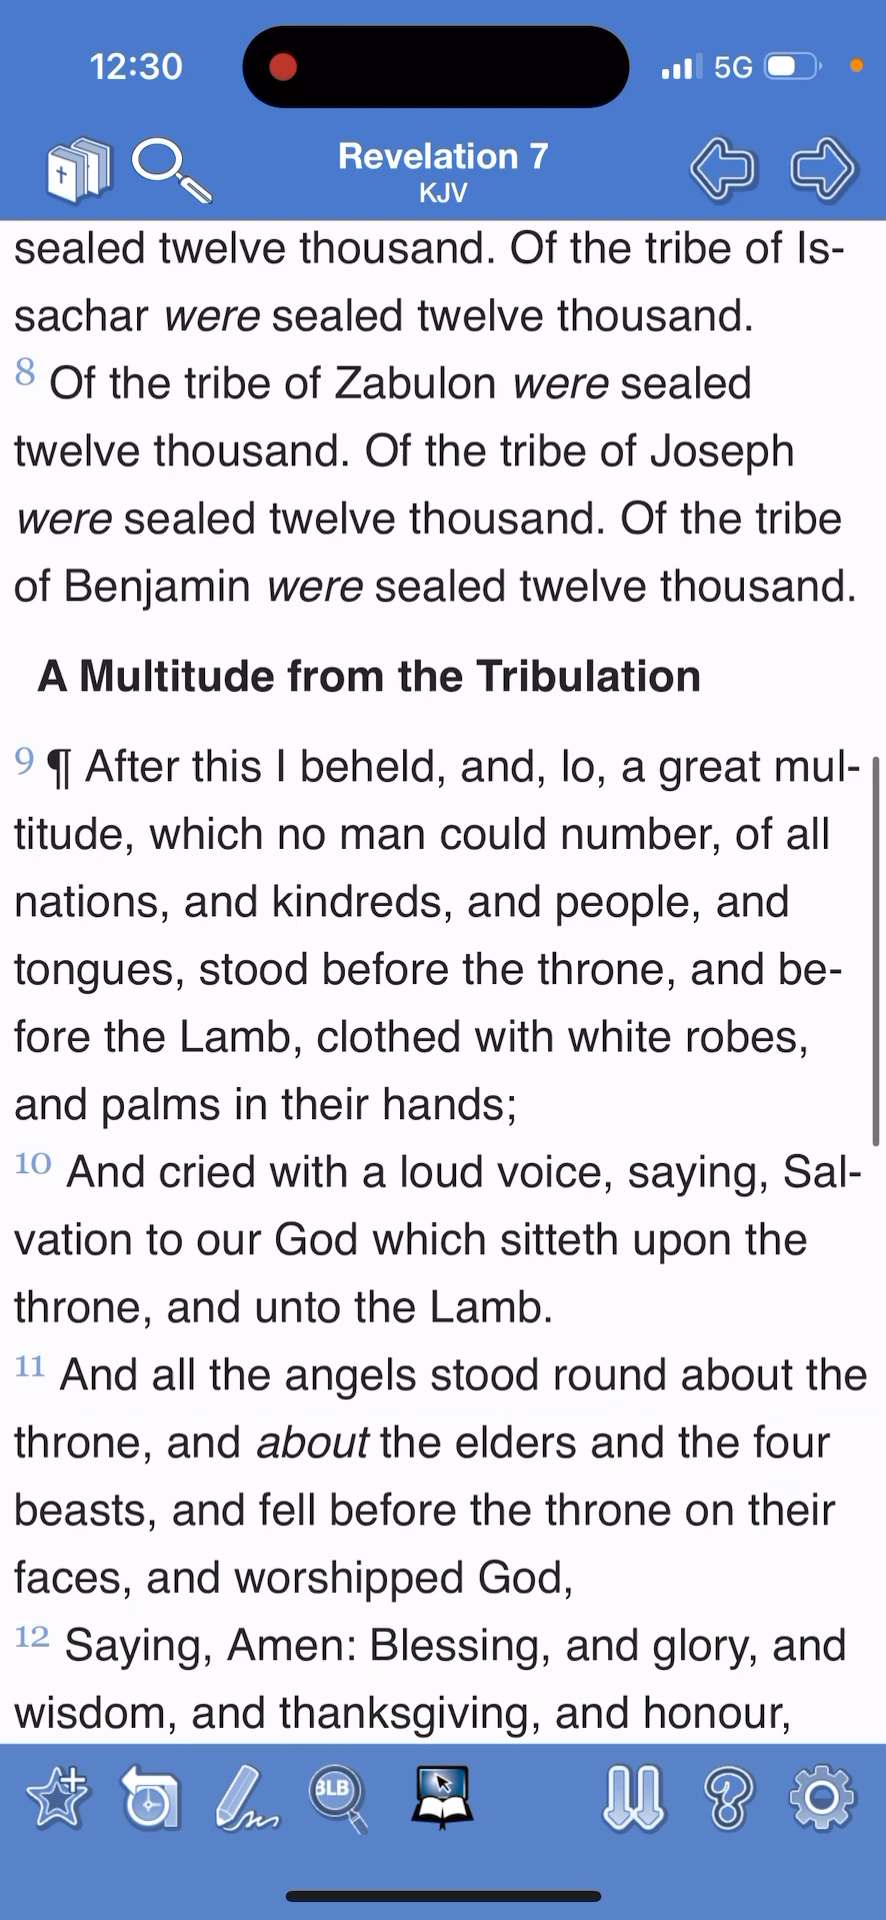 12:30
5G
Revelation 7
KJV
sealed twelve thousand. Of the tribe of Is-
sachar were sealed twelve thousand.
8 Of the tribe of Zabulon were sealed
twelve thousand. Of the tribe of Joseph
were sealed twelve thousand. Of the tribe
of Benjamin were sealed twelve thousand.
A Multitude from the Tribulation
9 ¶ After this I beheld, and, lo, a great mul-
titude, which no man could number, of all
nations, and kindreds, and people, and
tongues, stood before the throne, and be-
fore the Lamb, clothed with white robes,
and palms in their hands;
10 And cried with a loud voice, saying, Sal-
vation to our God which sitteth upon the
throne, and unto the Lamb.
11 And all the angels stood round about the
throne, and about the elders and the four
beasts, and fell before the throne on their
faces, and worshipped God,
12 Saying, Amen: Blessing, and glory, and
wisdom, and thanksgiving, and honour,
BLB